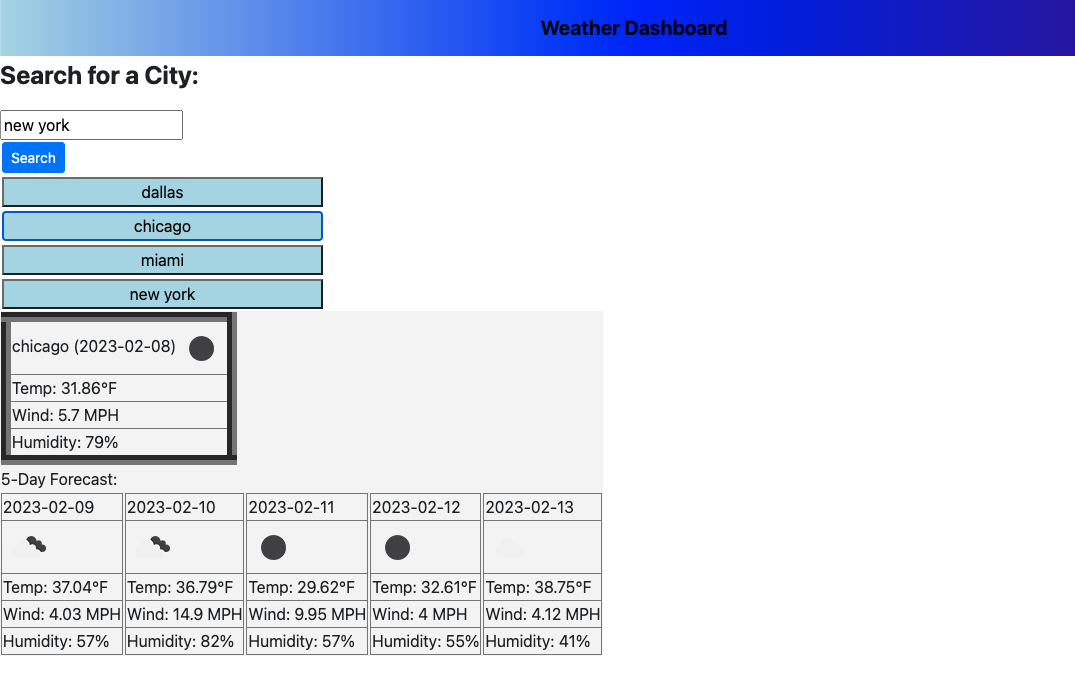 Weather Dashboard
Search for a City:
new york
Search
dallas
chicago
miami
new york
chicago (2023-02-08)
Temp: 31.86°F
Wind: 5.7 MPH
Humidity: 79%
5-Day Forecast:
2023-02-09 2023-02-10 2023-02-11 2023-02-12 2023-02-13
Temp: 37.04°F Temp: 36.79°F Temp: 29.62°F Temp: 32.61°F Temp: 38.75°F
Wind: 4.03 MPH Wind: 14.9 MPH Wind: 9.95 MPH Wind: 4 MPH Wind: 4.12 MPH
Humidity: 57% Humidity: 82% Humidity: 57% Humidity: 55% Humidity: 41%